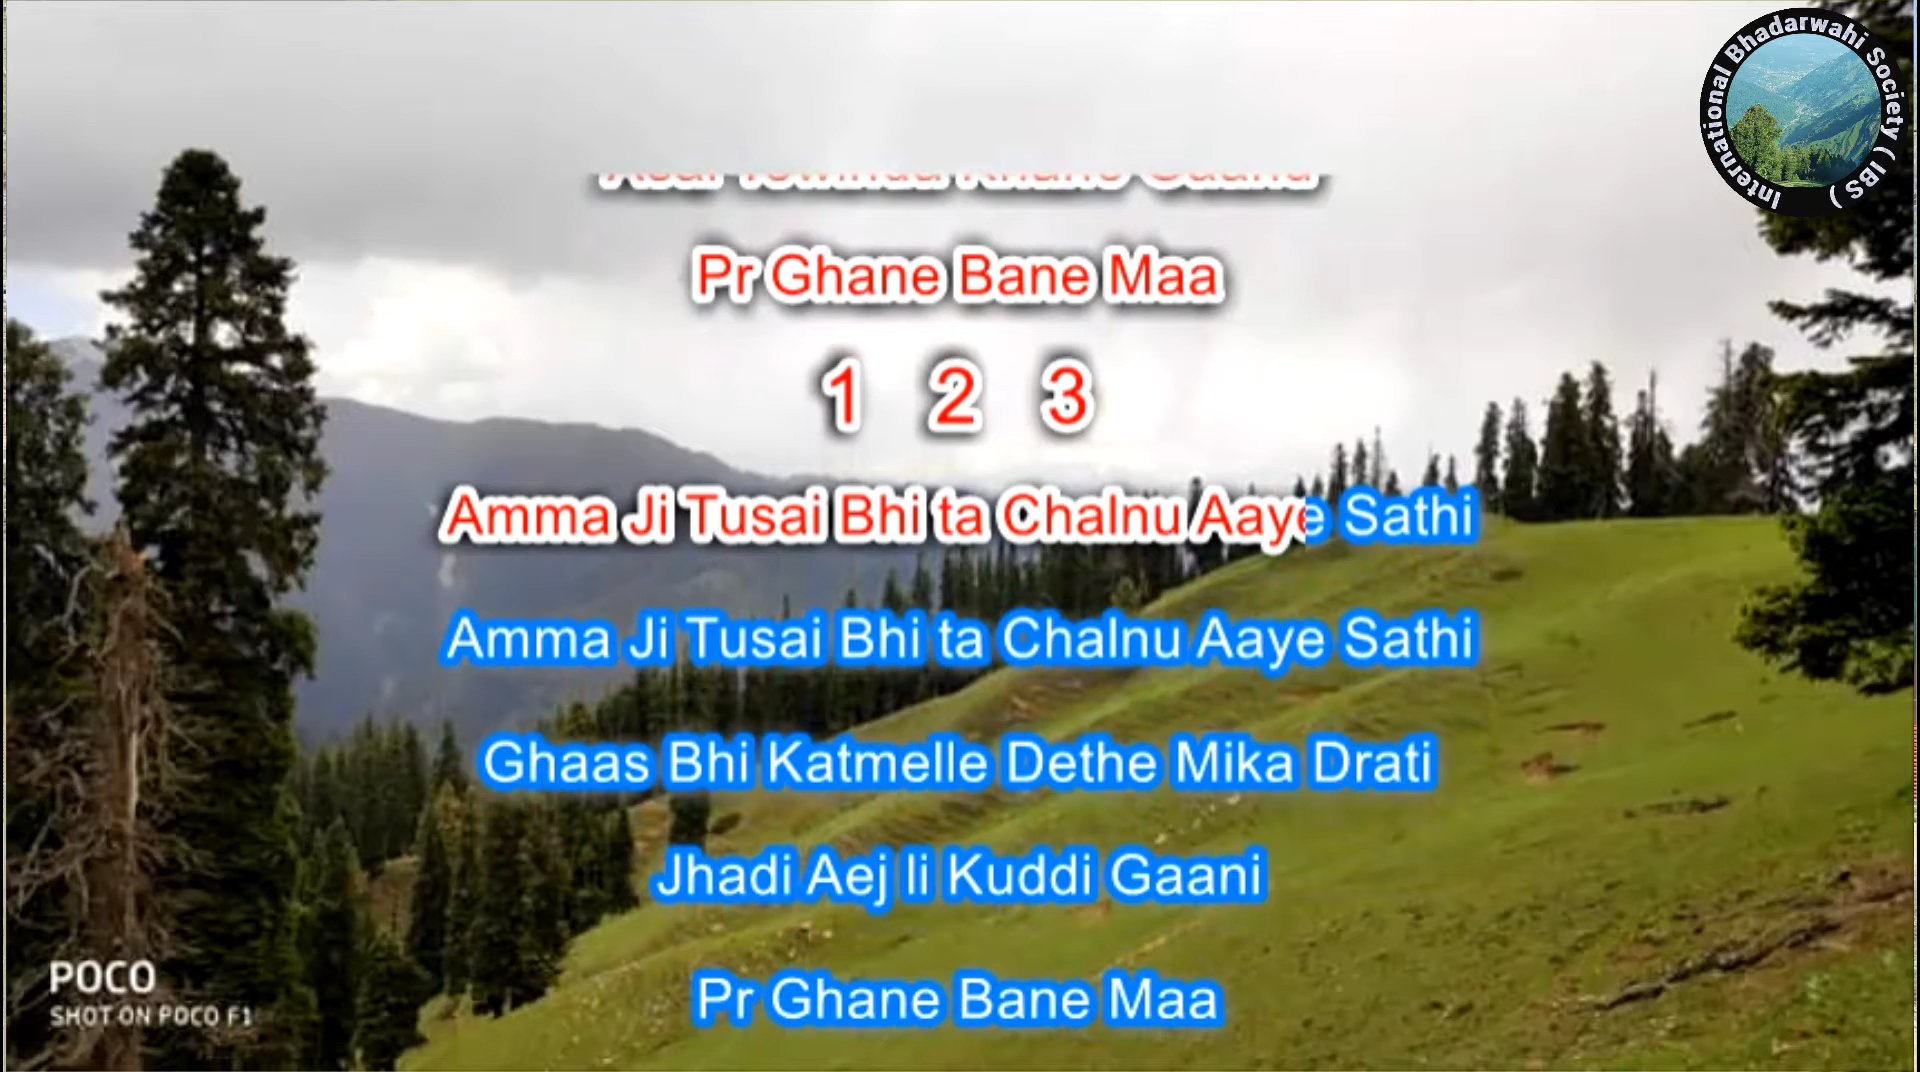 International Bhadarwahi Society ( IBS )
Pr Ghane Bane Maa
1 2 3
Amma Ji Tusai Bhi ta Chalnu Aaye Sathi
Amma Ji Tusai Bhi ta Chalnu Aaye Sathi
Ghaas Bhi Katmelle Dethe Mika Drati
Jhadi Aej li Kuddi Gaani
Pr Ghane Bane Maa
POCO
SHOT ON POCO F1